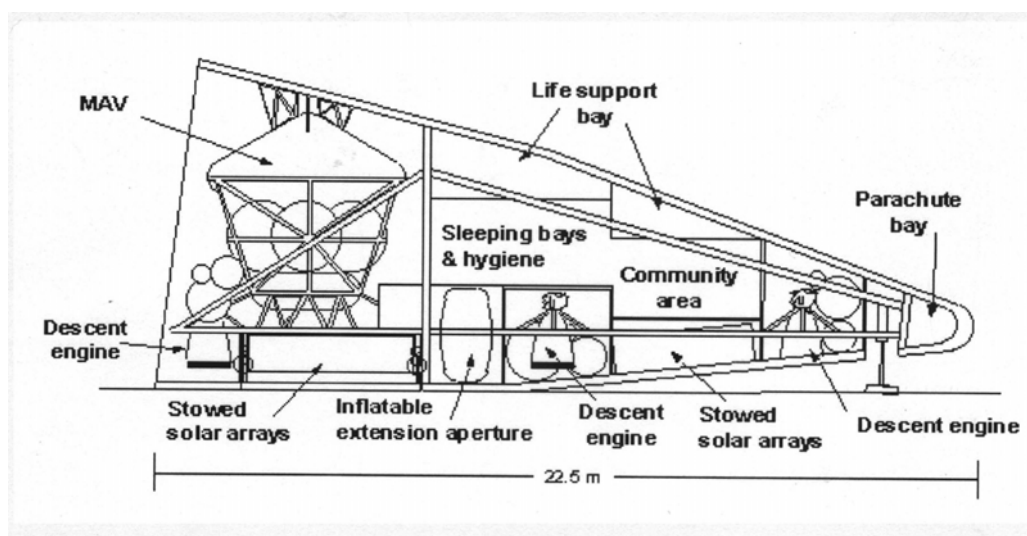 MAV
Life support
bay
Parachute
bay
Sleeping bays
& hygiene
Community
area
Descent
engine
Stowed
solar arrays
Inflatable
extension aperture
Descent
engine
Stowed
solar arrays
Descent engine
22.5 m